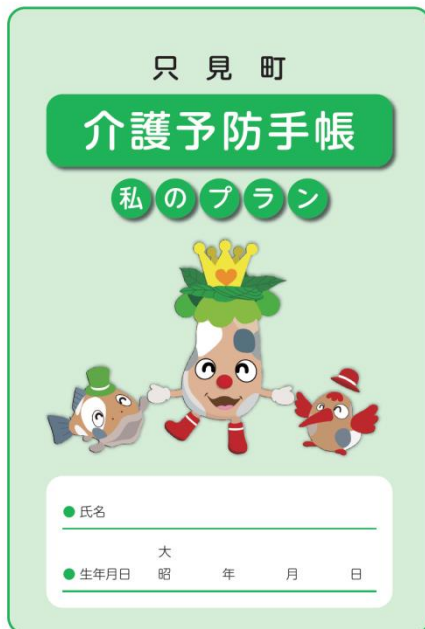 只見町
介護予防手帳
私のプラン
●氏名
大
●生年月日 昭 年 月 日